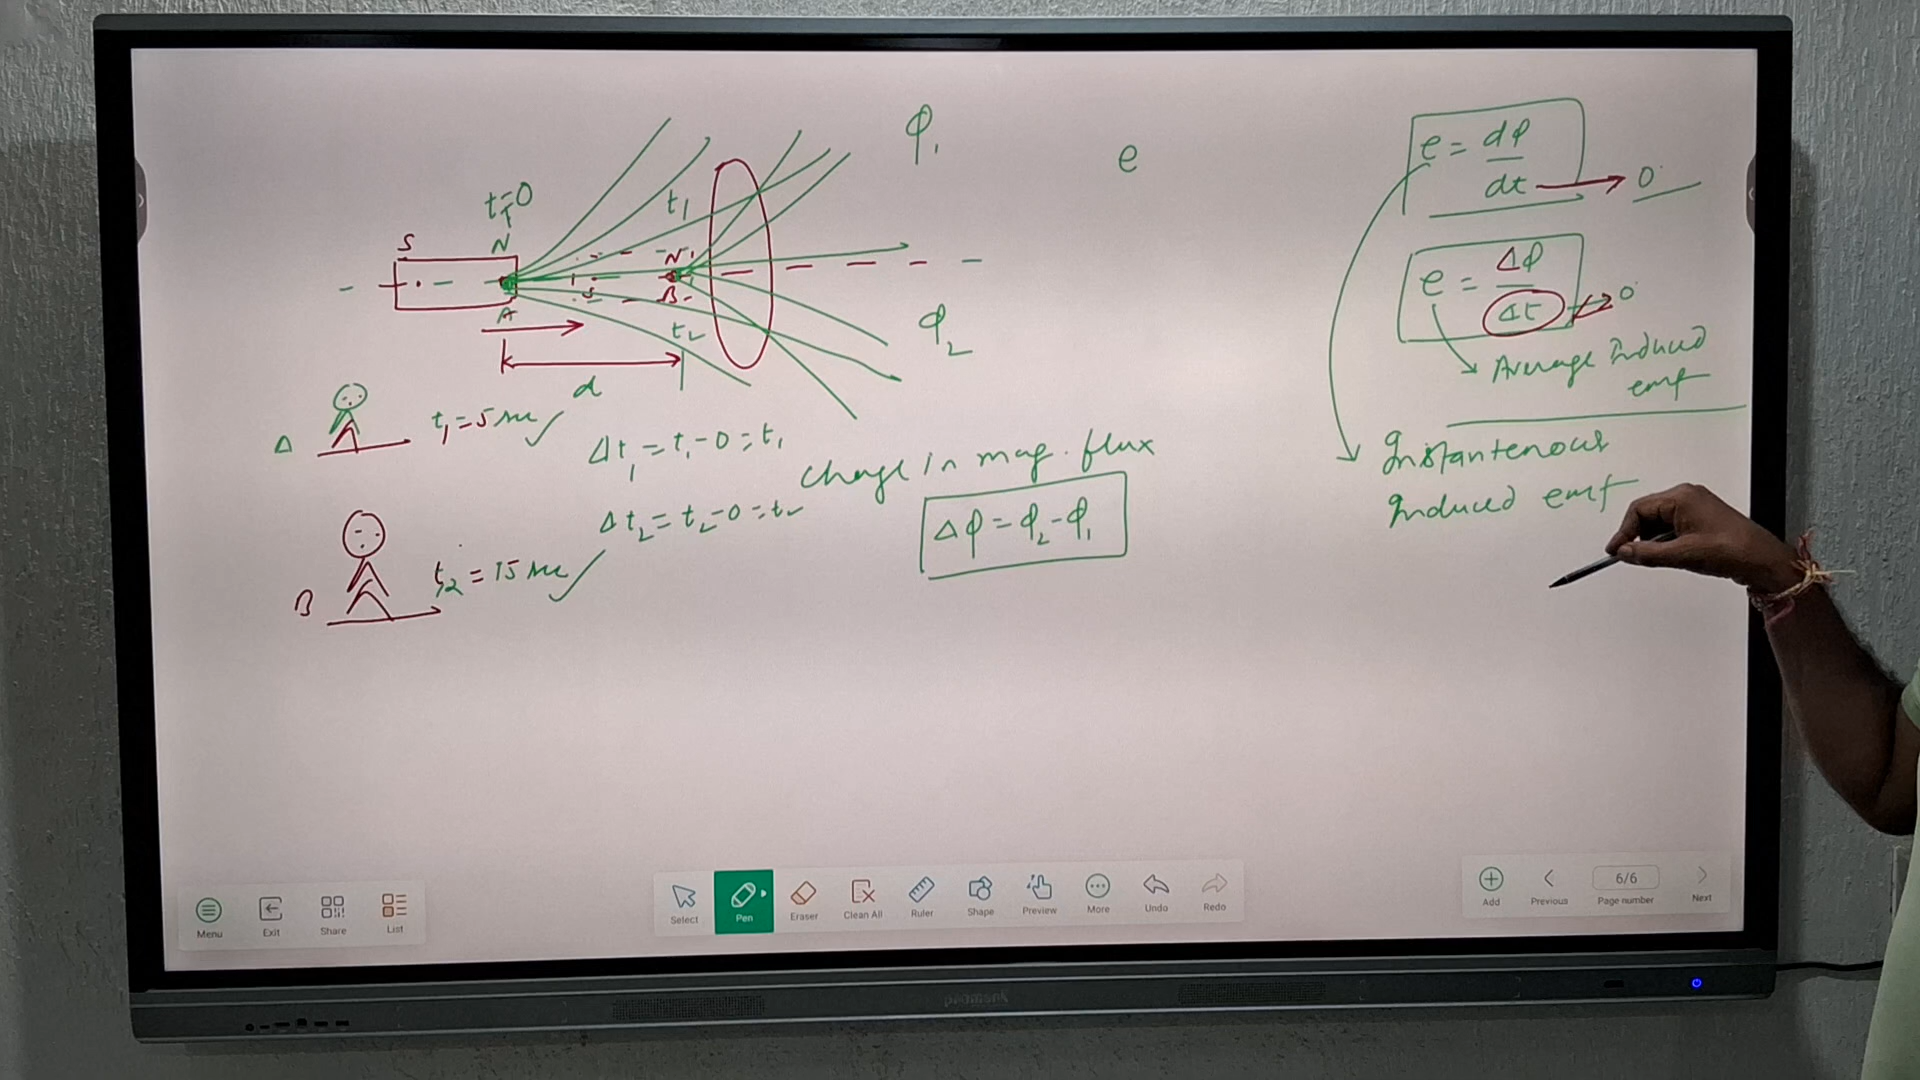 t=0
S
N
A
t₁
N'
S
B
t₂
d
φ₁
φ₂
e
e = dφ/dt → 0
e = Δφ/Δt
Average Induced
emf
Instantenous
Induced emf
A
t₁ = 5 sec
Δt₁ = t₁ - 0 = t₁
change in mag. flux
Δt₂ = t₂ - 0 = t₂
Δφ = φ₂ - φ₁
B
t₂ = 15 sec
Menu
Exit
Share
List
Select
Pen
Eraser
Clean All
Ruler
Shape
Preview
More
Undo
Redo
Add
Previous
6/6
Page number
Next